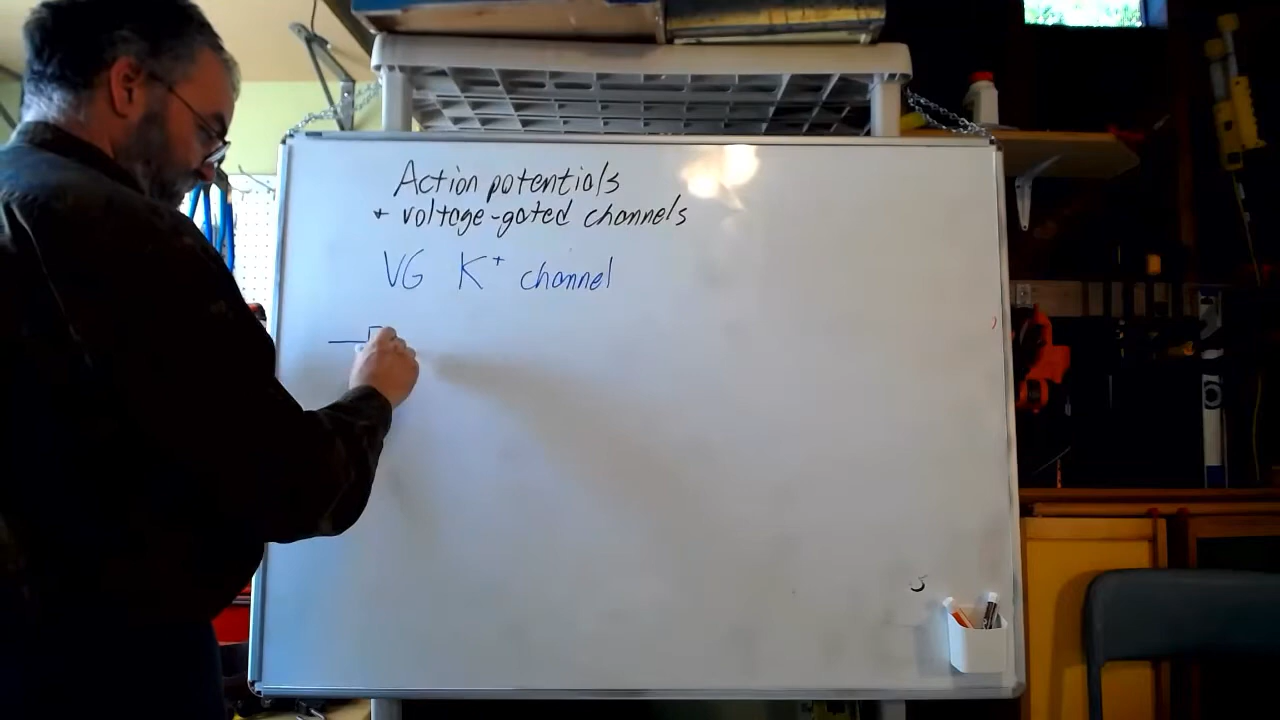 Action potentials
+ voltage-gated channels
VG K⁺ channel